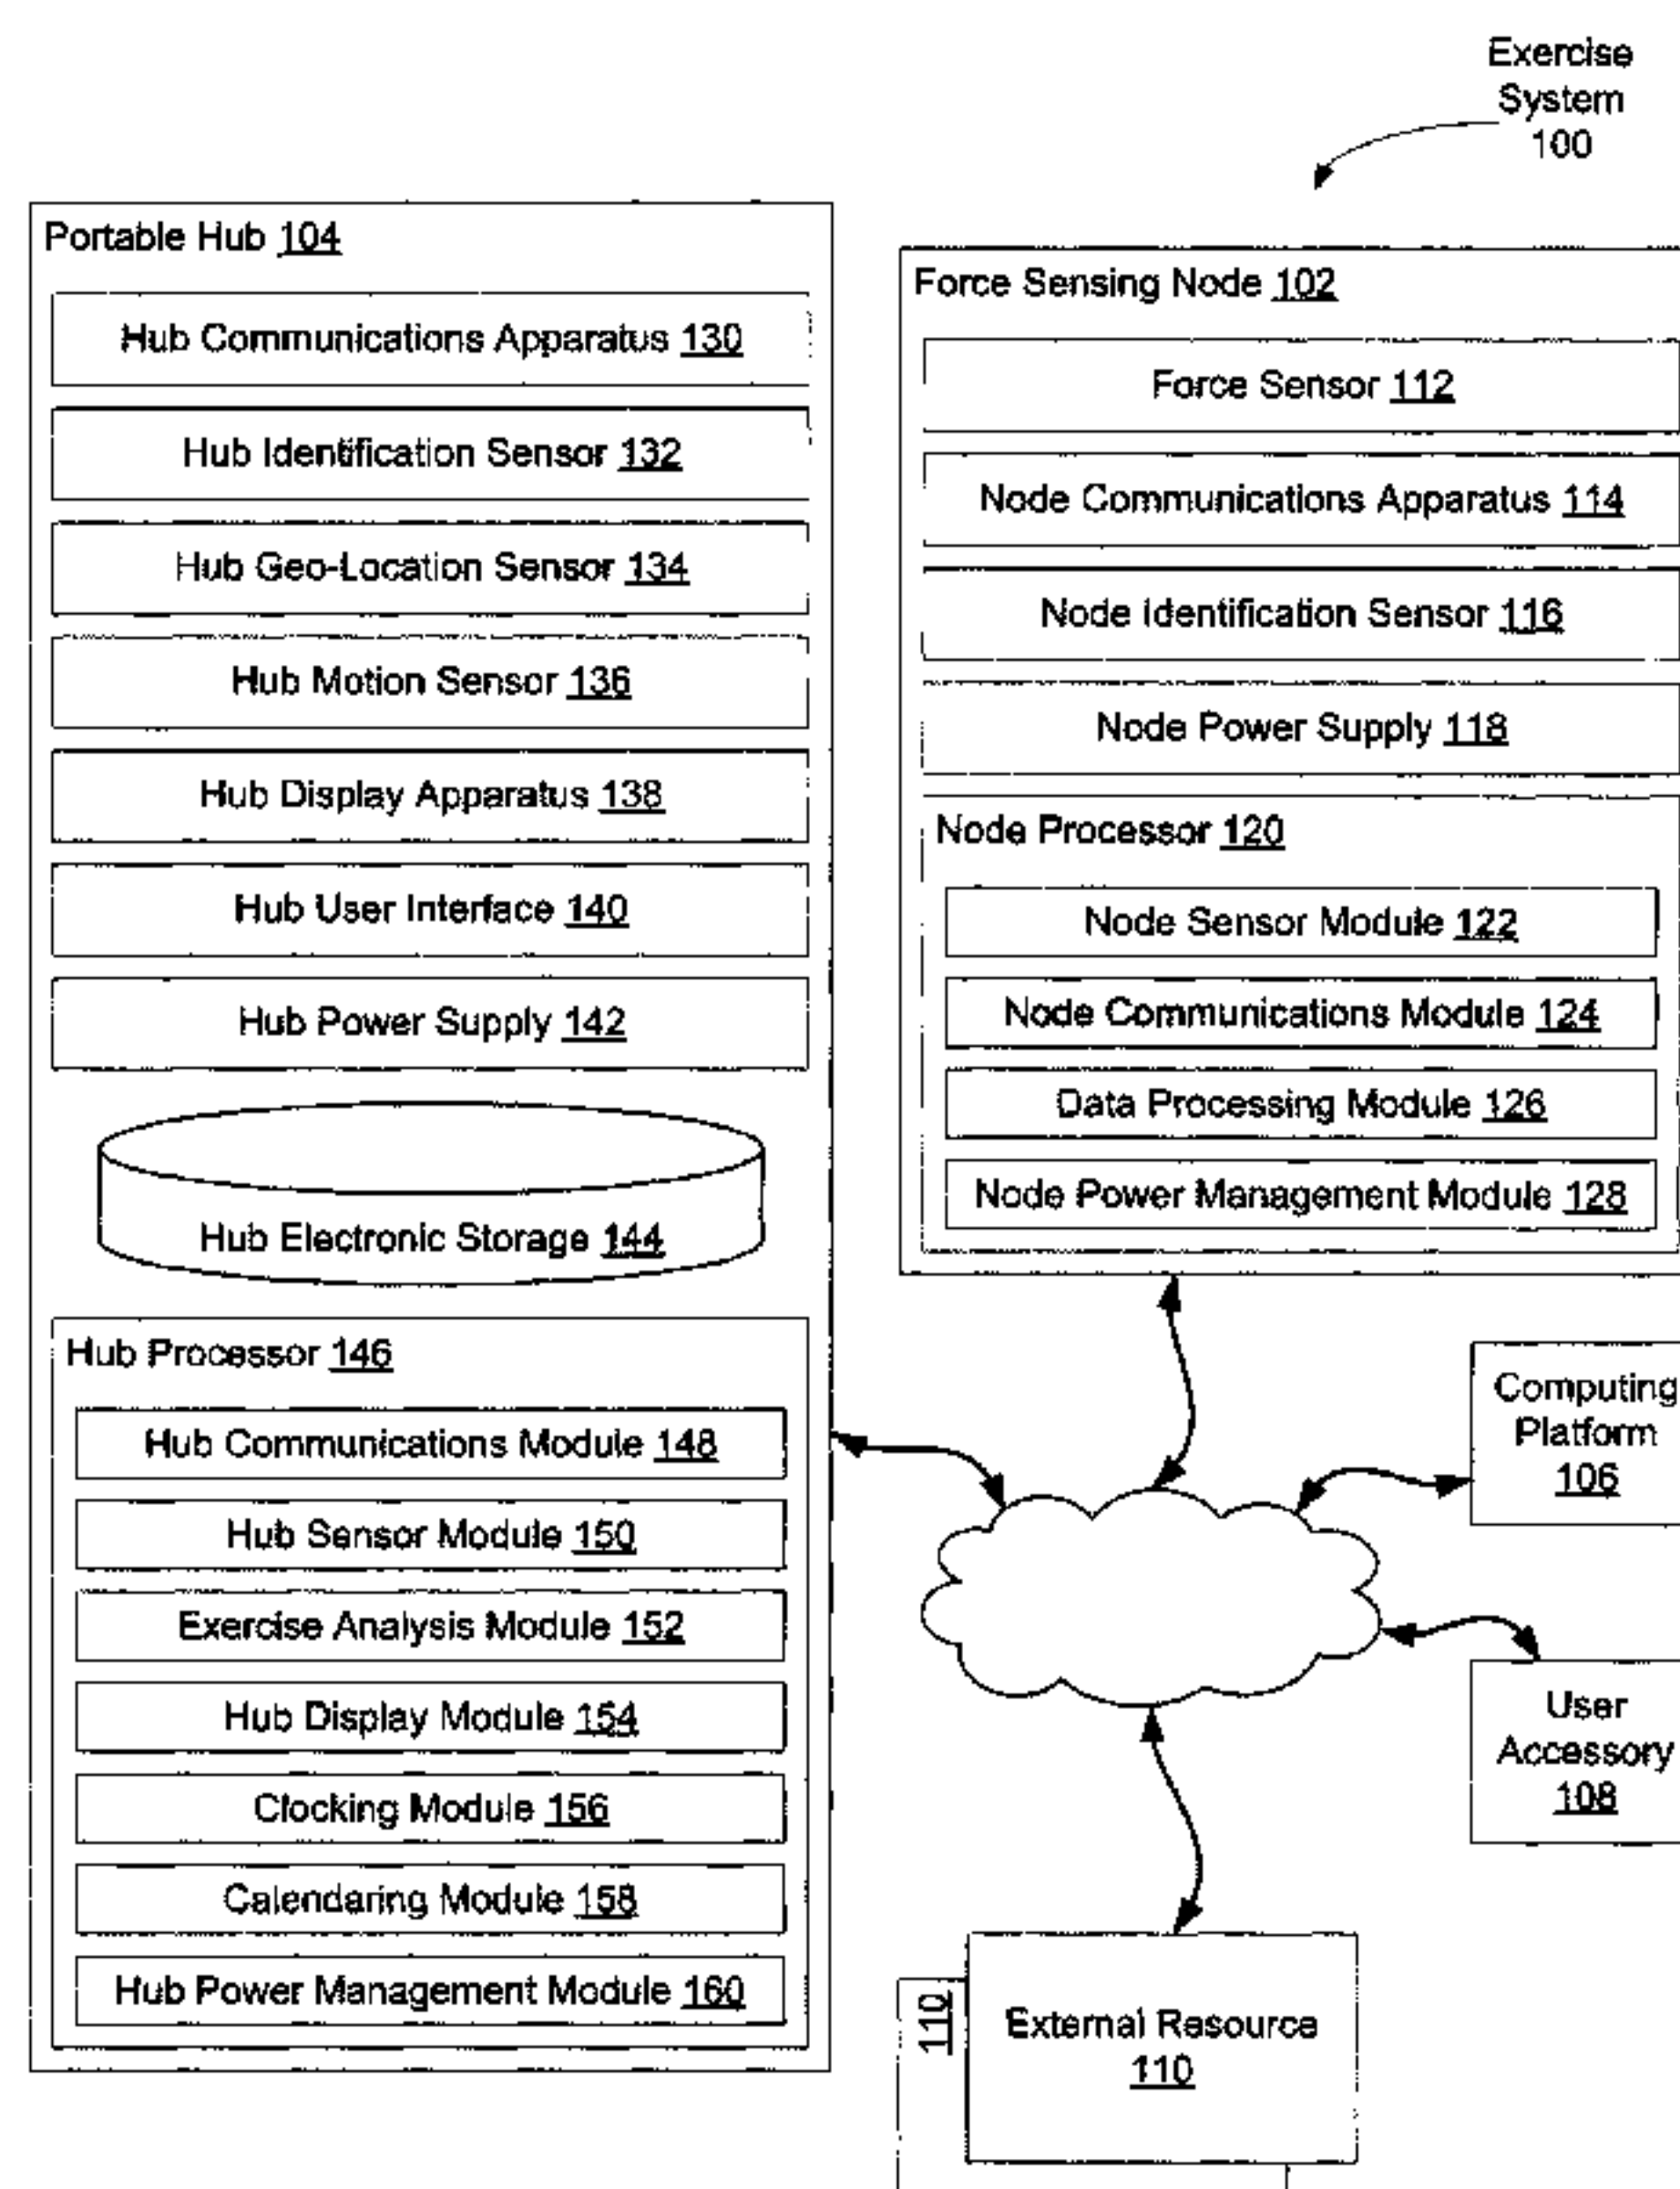 Exercise
System
100
Portable Hub 104
Hub Communications Apparatus 130
Hub Identification Sensor 132
Hub Geo-Location Sensor 134
Hub Motion Sensor 136
Hub Display Apparatus 138
Hub User Interface 140
Hub Power Supply 142
Hub Electronic Storage 144
Hub Processor 146
Hub Communications Module 148
Hub Sensor Module 150
Exercise Analysis Module 152
Hub Display Module 154
Clocking Module 156
Calendaring Module 158
Hub Power Management Module 160
Force Sensing Node 102
Force Sensor 112
Node Communications Apparatus 114
Node Identification Sensor 116
Node Power Supply 118
Node Processor 120
Node Sensor Module 122
Node Communications Module 124
Data Processing Module 126
Node Power Management Module 128
Computing
Platform
106
User
Accessory
108
110
External Resource
110